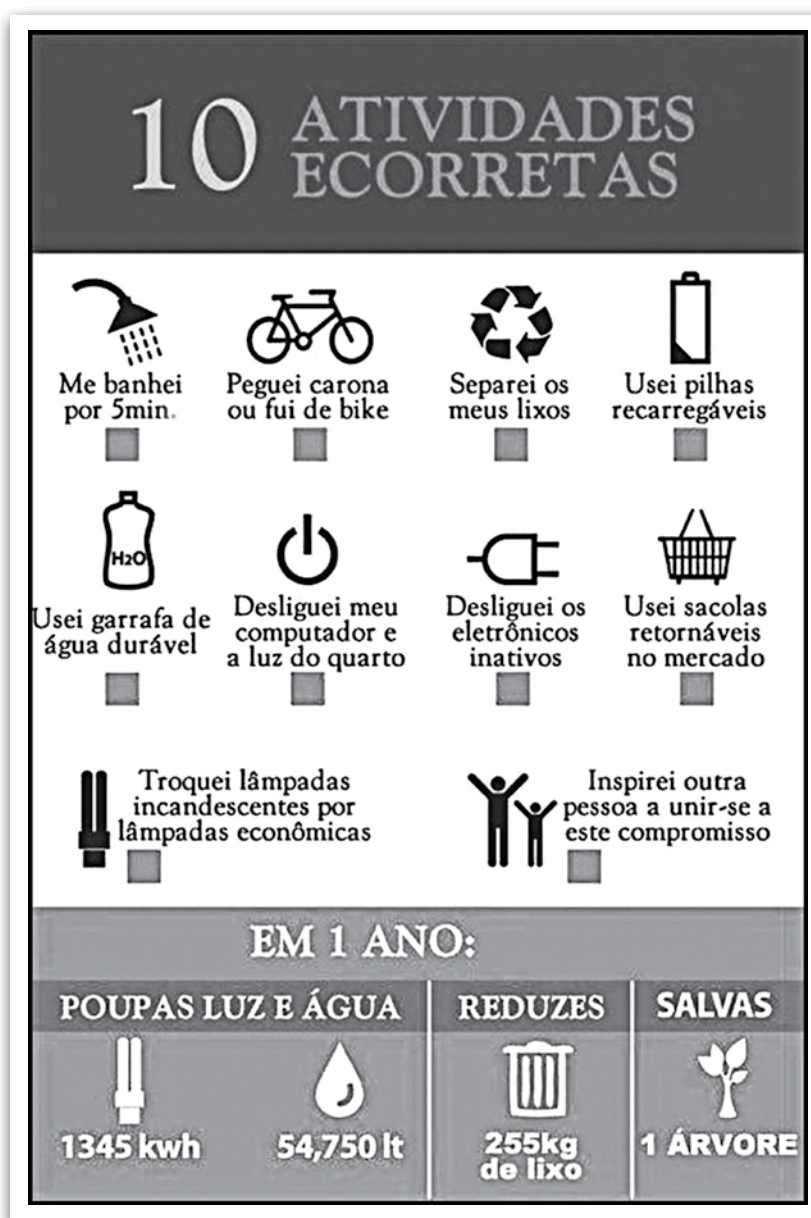 10 ATIVIDADES
ECORRETAS
Me banhei
por 5min.
Peguei carona
ou fui de bike
Separei os
meus lixos
Usei pilhas
recarregáveis
H2O
Usei garrafa de
água durável
Desliguei meu
computador e
a luz do quarto
Desliguei os
eletrônicos
inativos
Usei sacolas
retornáveis
no mercado
Troquei lâmpadas
incandescentes por
lâmpadas econômicas
Inspirei outra
pessoa a unir-se a
este compromisso
EM 1 ANO:
POUPAS LUZ E ÁGUA
1345 kwh
54,750 lt
REDUZES
255kg
de lixo
SALVAS
1 ÁRVORE